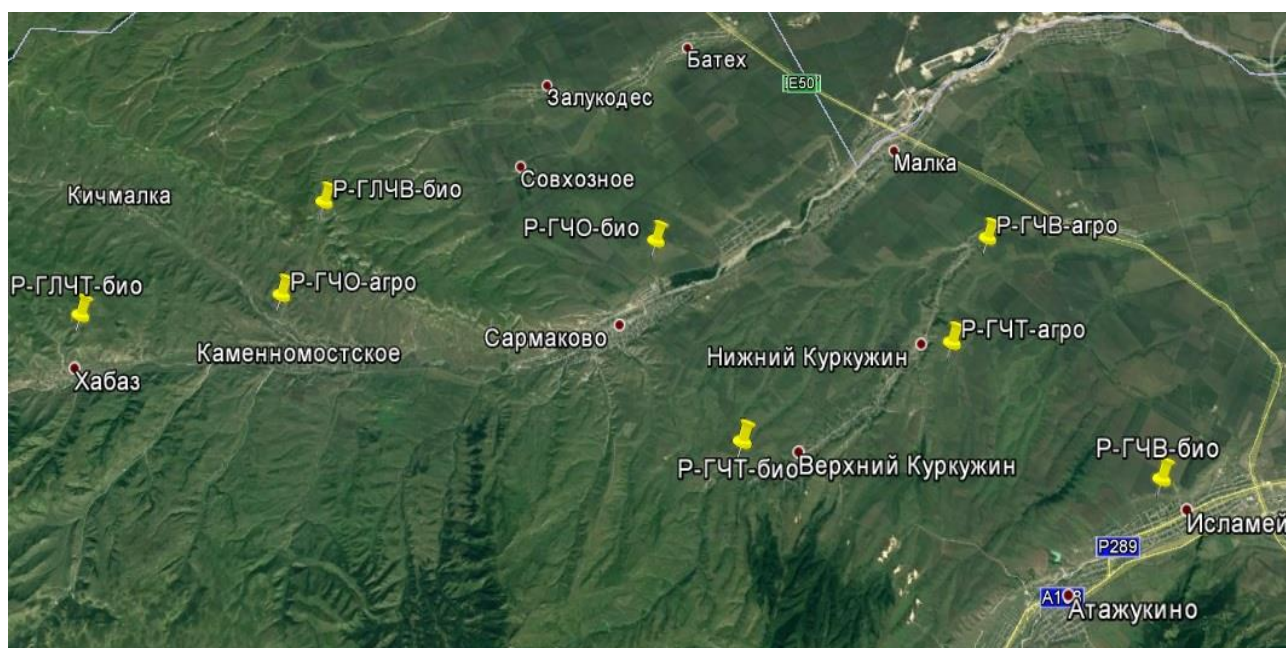 Батех
E50
Залукодес
Малка
Совхозное
Кичмалка
Р-ГЛЧВ-био
Р-ГЧО-био
Р-ГЧВ-агро
Р-ГЛЧТ-био
Р-ГЧО-агро
Сармаково
Р-ГЧТ-агро
Каменномостское
Нижний Куркужин
Хабаз
Р-ГЧТ-био
Верхний Куркужин
Р-ГЧВ-био
Исламей
Р289
Атажукино